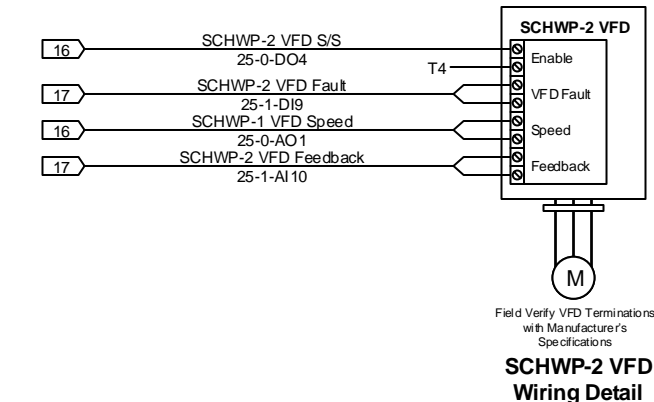 SCHWP-2 VFD
16
SCHWP-2 VFD S/S
25-0-DO4
Enable
T4
17
SCHWP-2 VFD Fault
25-1-DI9
VFD Fault
16
SCHWP-1 VFD Speed
25-0-AO1
Speed
17
SCHWP-2 VFD Feedback
25-1-AI10
Feedback
M
Field Verify VFD Terminations
with Manufacturer's
Specifications
SCHWP-2 VFD
Wiring Detail